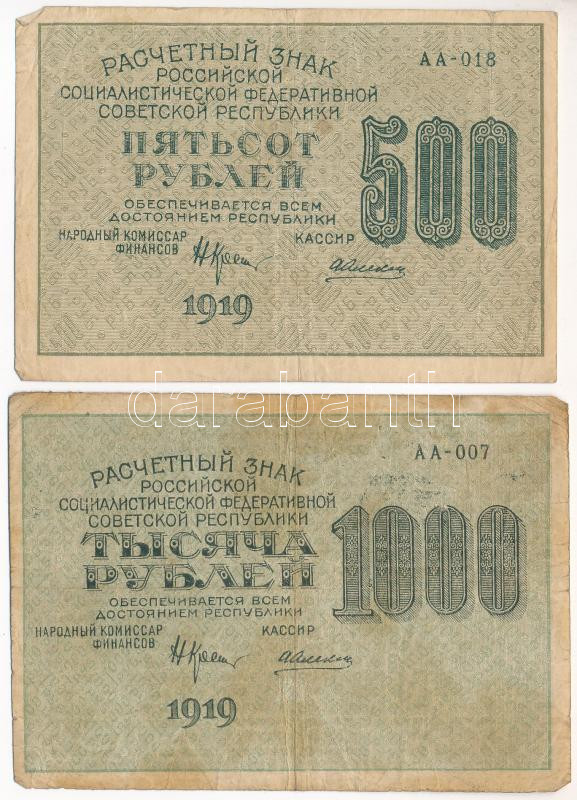 АА-018
РАСЧЕТНЫЙ ЗНАК
РОССИЙСКОЙ
СОЦИАЛИСТИЧЕСКОЙ ФЕДЕРАТИВНОЙ
СОВЕТСКОЙ РЕСПУБЛИКИ
ПЯТЬСОТ
РУБЛЕЙ
500
ОБЕСПЕЧИВАЕТСЯ ВСЕМ
ДОСТОЯНИЕМ РЕСПУБЛИКИ
НАРОДНЫЙ КОМИССАР
ФИНАНСОВ
КАССИР
1919
darabanth
АА-007
РАСЧЕТНЫЙ ЗНАК
РОССИЙСКОЙ
СОЦИАЛИСТИЧЕСКОЙ ФЕДЕРАТИВНОЙ
СОВЕТСКОЙ РЕСПУБЛИКИ
ТЫСЯЧА
РУБЛЕЙ
1000
ОБЕСПЕЧИВАЕТСЯ ВСЕМ
ДОСТОЯНИЕМ РЕСПУБЛИКИ
НАРОДНЫЙ КОМИССАР
ФИНАНСОВ
КАССИР
1919